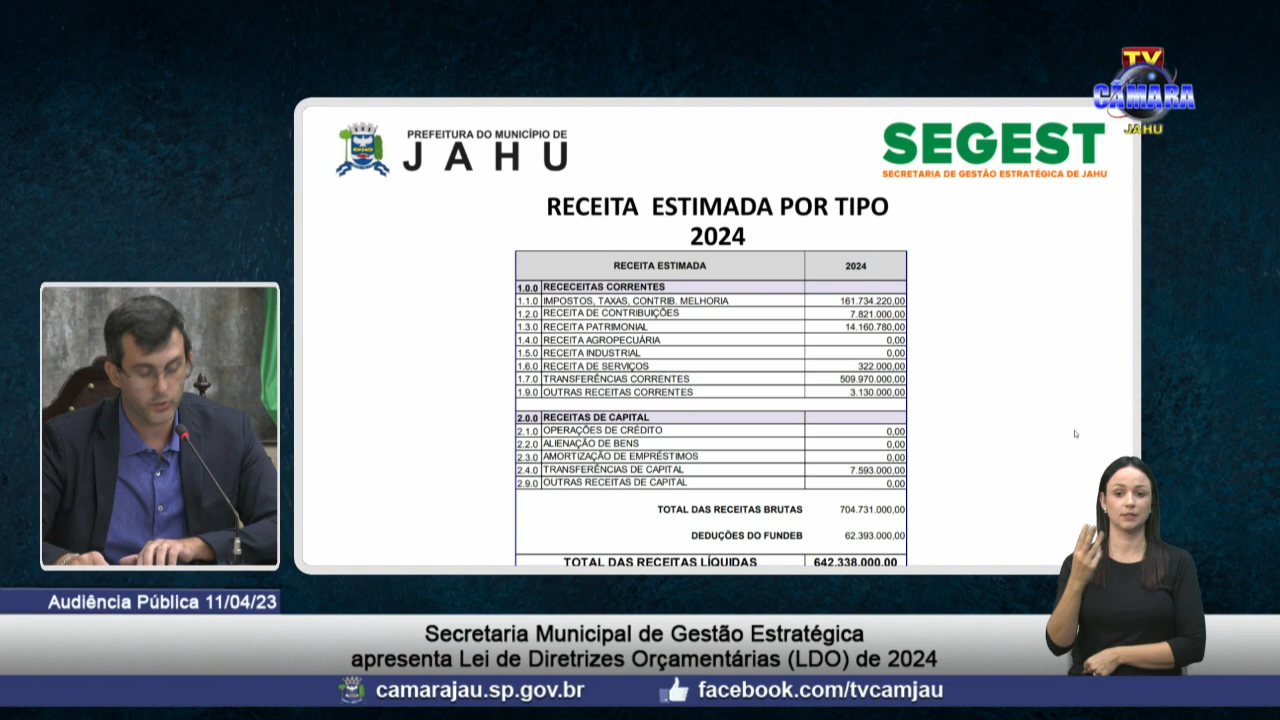 TV
CÂMARA
JAHU
PREFEITURA DO MUNICÍPIO DE
JAHU
SEGEST
SECRETARIA DE GESTÃO ESTRATÉGICA DE JAHU
RECEITA ESTIMADA POR TIPO
2024
RECEITA ESTIMADA 2024
1.0.0 RECECEITAS CORRENTES
1.1.0 IMPOSTOS, TAXAS, CONTRIB. MELHORIA 161.734.220,00
1.2.0 RECEITA DE CONTRIBUIÇÕES 7.821.000,00
1.3.0 RECEITA PATRIMONIAL 14.160.780,00
1.4.0 RECEITA AGROPECUÁRIA 0,00
1.5.0 RECEITA INDUSTRIAL 0,00
1.6.0 RECEITA DE SERVIÇOS 322.000,00
1.7.0 TRANSFERÊNCIAS CORRENTES 509.970.000,00
1.9.0 OUTRAS RECEITAS CORRENTES 3.130.000,00
2.0.0 RECEITAS DE CAPITAL
2.1.0 OPERAÇÕES DE CRÉDITO 0,00
2.2.0 ALIENAÇÃO DE BENS 0,00
2.3.0 AMORTIZAÇÃO DE EMPRÉSTIMOS 0,00
2.4.0 TRANSFERÊNCIAS DE CAPITAL 7.593.000,00
2.9.0 OUTRAS RECEITAS DE CAPITAL 0,00
TOTAL DAS RECEITAS BRUTAS 704.731.000,00
DEDUÇÕES DO FUNDEB 62.393.000,00
TOTAL DAS RECEITAS LÍQUIDAS 642.338.000,00
Audiência Pública 11/04/23
Secretaria Municipal de Gestão Estratégica
apresenta Lei de Diretrizes Orçamentárias (LDO) de 2024
camarajau.sp.gov.br
facebook.com/tvcamjau